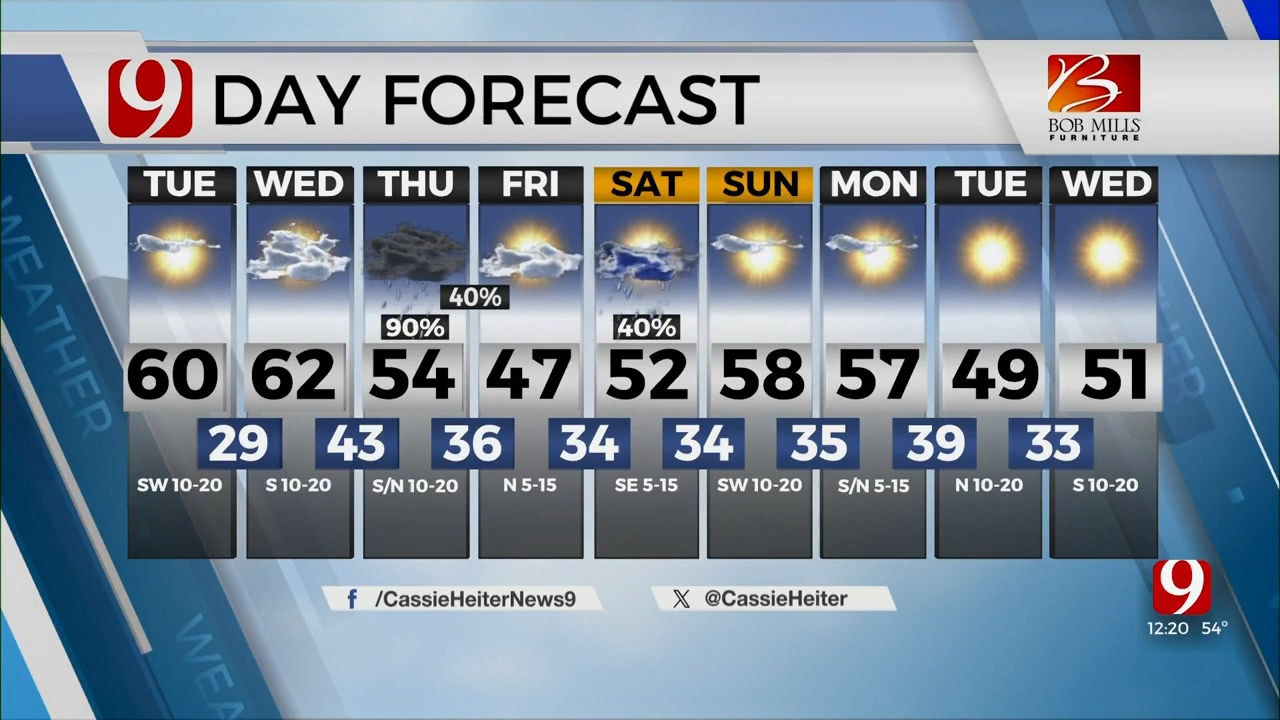 9 DAY FORECAST
B
BOB MILLS
FURNITURE
TUE WED THU FRI SAT SUN MON TUE WED
40%
90% 40%
60 62 54 47 52 58 57 49 51
29 43 36 34 34 35 39 33
SW 10-20 S 10-20 S/N 10-20 N 5-15 SE 5-15 SW 10-20 S/N 5-15 N 10-20 S 10-20
f /CassieHeiterNews9 X @CassieHeiter
9
12:20 54°
WEATHER
WEATHER
WEA